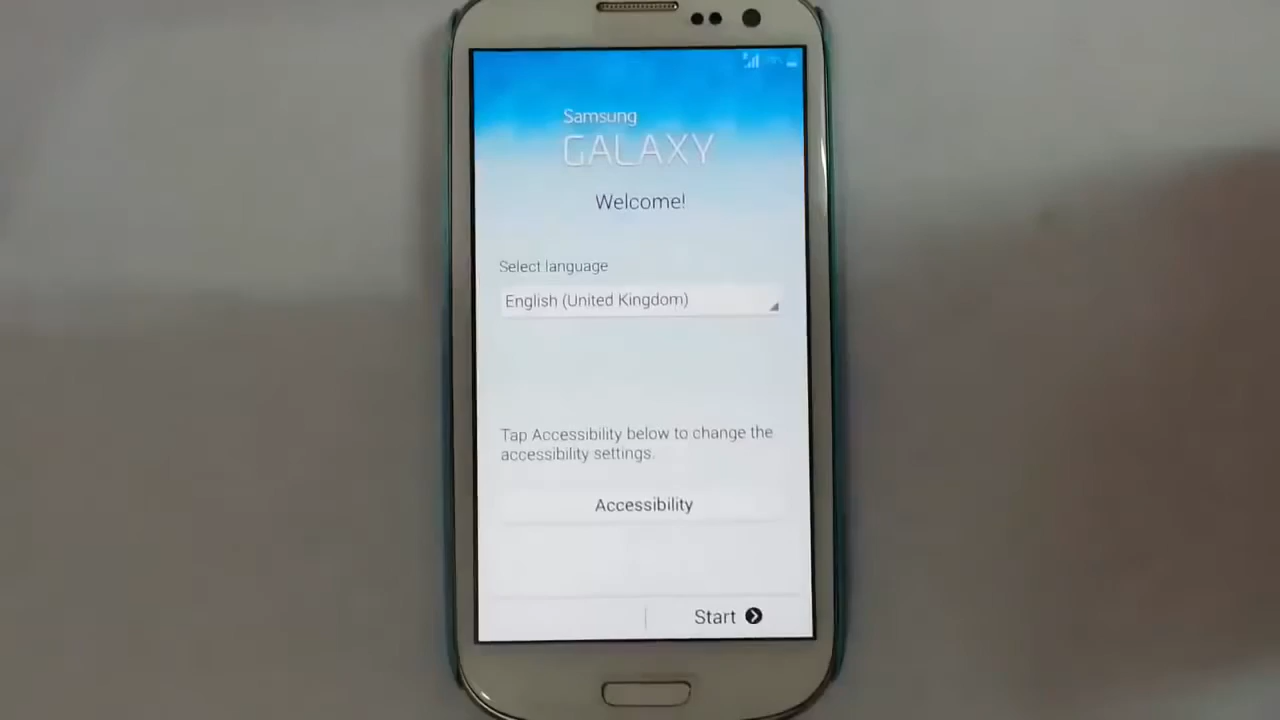 Samsung
GALAXY
Welcome!
Select language
English (United Kingdom)
Tap Accessibility below to change the
accessibility settings.
Accessibility
Start